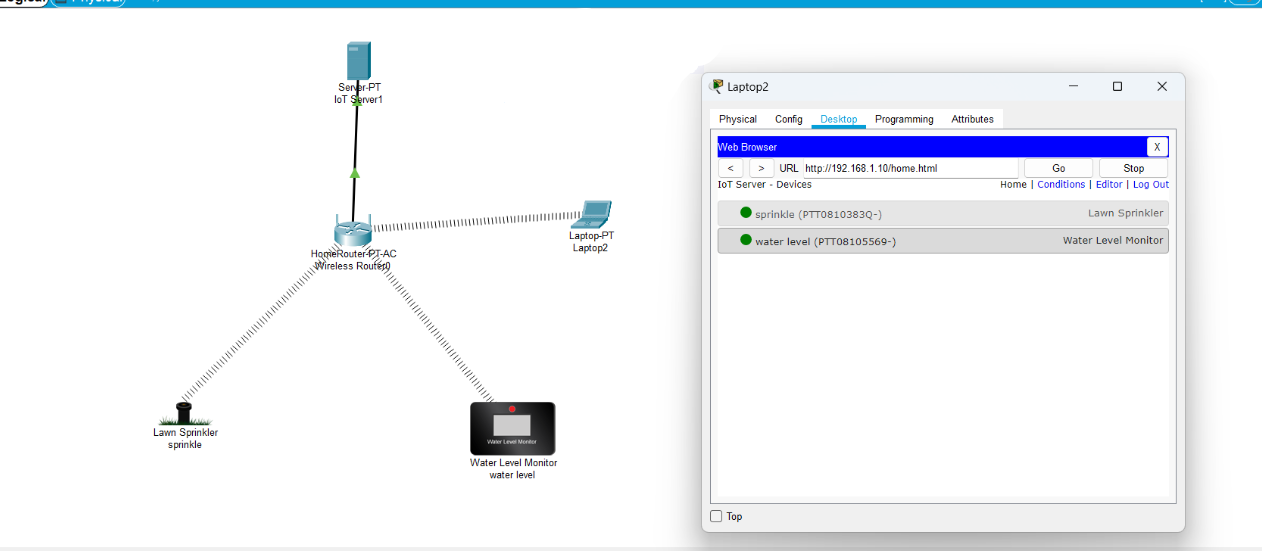 Logical Physical
Server-PT
IoT Server1
HomeRouter-PT-AC
Wireless Router0
Laptop-PT
Laptop2
Lawn Sprinkler
sprinkle
Water Level Monitor
Water Level Monitor
water level
Laptop2
Physical Config Desktop Programming Attributes
Web Browser X
< > URL http://192.168.1.10/home.html Go Stop
IoT Server - Devices Home | Conditions | Editor | Log Out
sprinkle (PTT0810383Q-) Lawn Sprinkler
water level (PTT08105569-) Water Level Monitor
Top